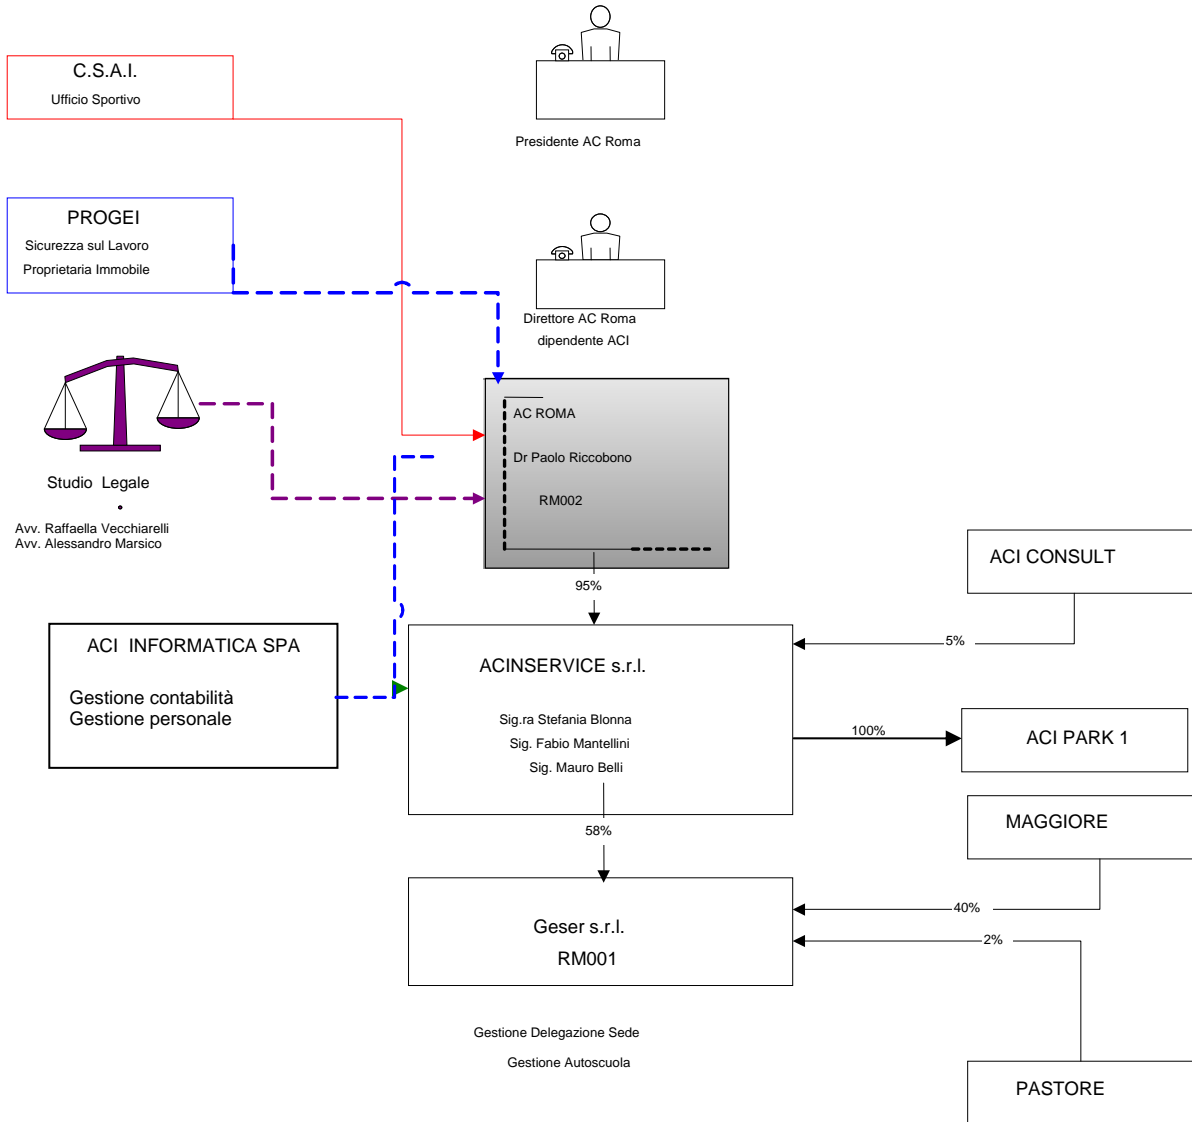 C.S.A.I.
Ufficio Sportivo
Presidente AC Roma
PROGEI
Sicurezza sul Lavoro
Proprietaria Immobile
Direttore AC Roma
dipendente ACI
AC ROMA
Dr Paolo Riccobono
RM002
Studio Legale
Avv. Raffaella Vecchiarelli
Avv. Alessandro Marsico
95%
ACI CONSULT
5%
ACI INFORMATICA SPA
Gestione contabilità
Gestione personale
ACINSERVICE s.r.l.
Sig.ra Stefania Blonna
Sig. Fabio Mantellini
Sig. Mauro Belli
100%
ACI PARK 1
MAGGIORE
58%
40%
Geser s.r.l.
RM001
2%
Gestione Delegazione Sede
Gestione Autoscuola
PASTORE